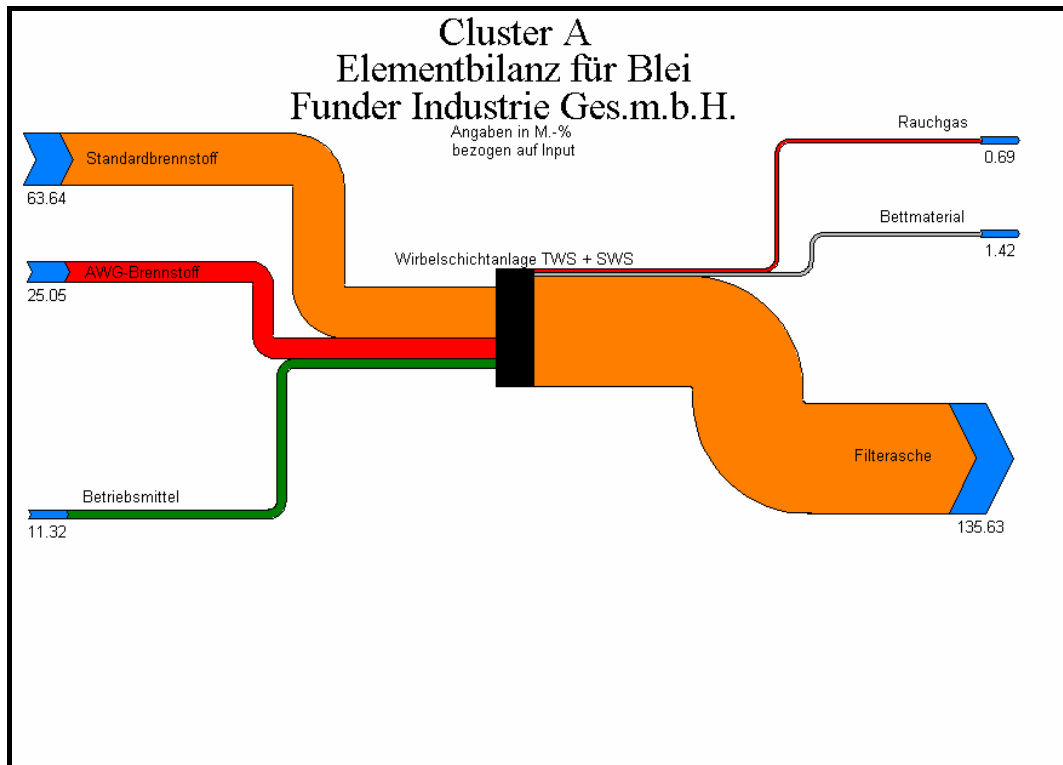 Cluster A
Elementbilanz für Blei
Funder Industrie Ges.m.b.H.
Angaben in M.-%
bezogen auf Input
Standardbrennstoff
63.64
AWG-Brennstoff
25.05
Betriebsmittel
11.32
Wirbelschichtanlage TWS + SWS
Rauchgas
0.69
Bettmaterial
1.42
Filterasche
135.63